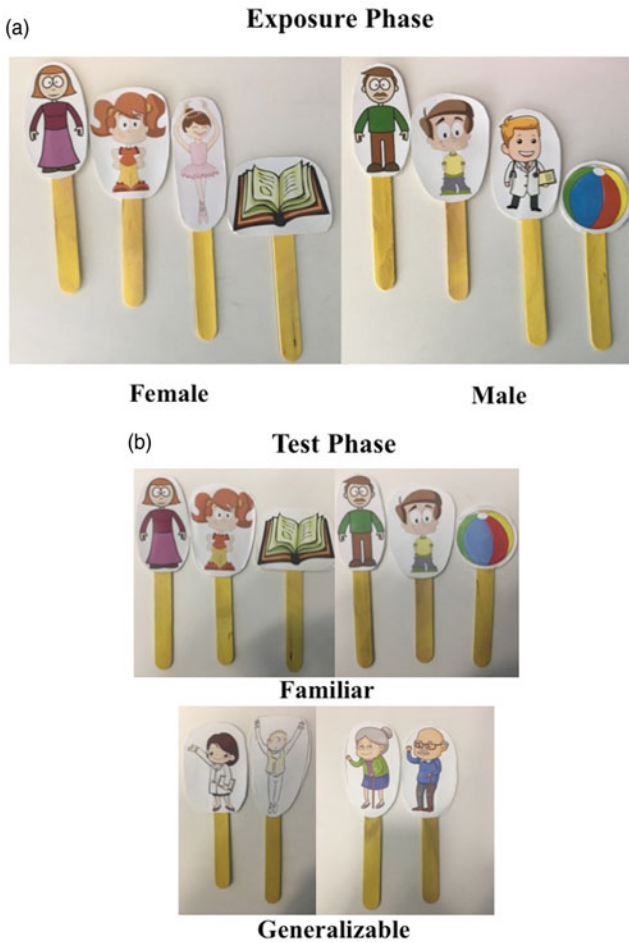 (a)
Exposure Phase
Female
Male
(b)
Test Phase
Familiar
Generalizable